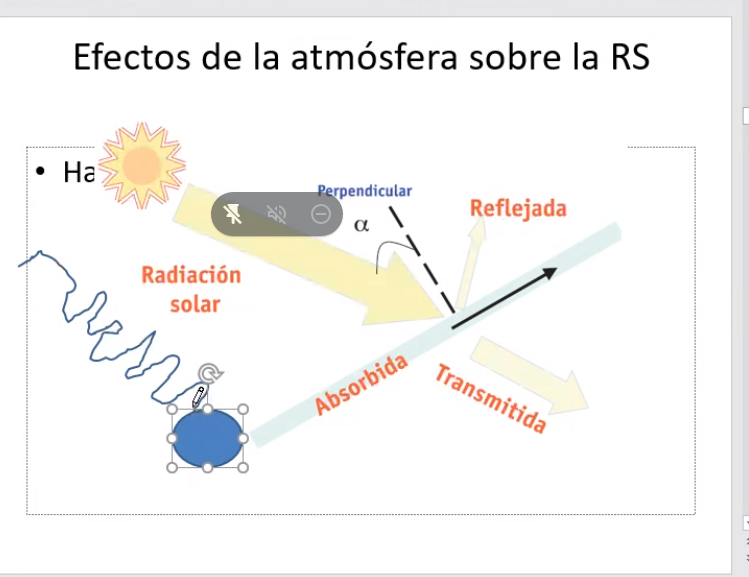 Efectos de la atmósfera sobre la RS
• Ha
Perpendicular
α
Reflejada
Radiación
solar
Absorbida
Transmitida